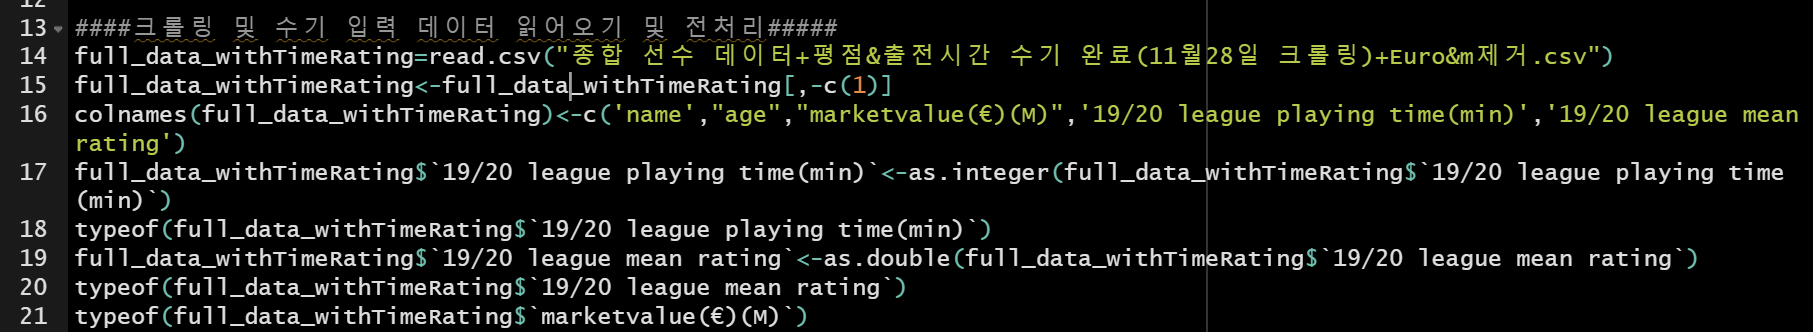 12
13 ####크롤링 및 수기 입력 데이터 읽어오기 및 전처리#####
14 full_data_withTimeRating=read.csv("종합 선수 데이터+평점&출전시간 수기 완료(11월28일 크롤링)+Euro&m제거.csv")
15 full_data_withTimeRating<-full_data_withTimeRating[,-c(1)]
16 colnames(full_data_withTimeRating)<-c('name',"age","marketvalue(€)(M)",'19/20 league playing time(min)','19/20 league mean
rating')
17 full_data_withTimeRating$`19/20 league playing time(min)`<-as.integer(full_data_withTimeRating$`19/20 league playing time
(min)`)
18 typeof(full_data_withTimeRating$`19/20 league playing time(min)`)
19 full_data_withTimeRating$`19/20 league mean rating`<-as.double(full_data_withTimeRating$`19/20 league mean rating`)
20 typeof(full_data_withTimeRating$`19/20 league mean rating`)
21 typeof(full_data_withTimeRating$`marketvalue(€)(M)`)